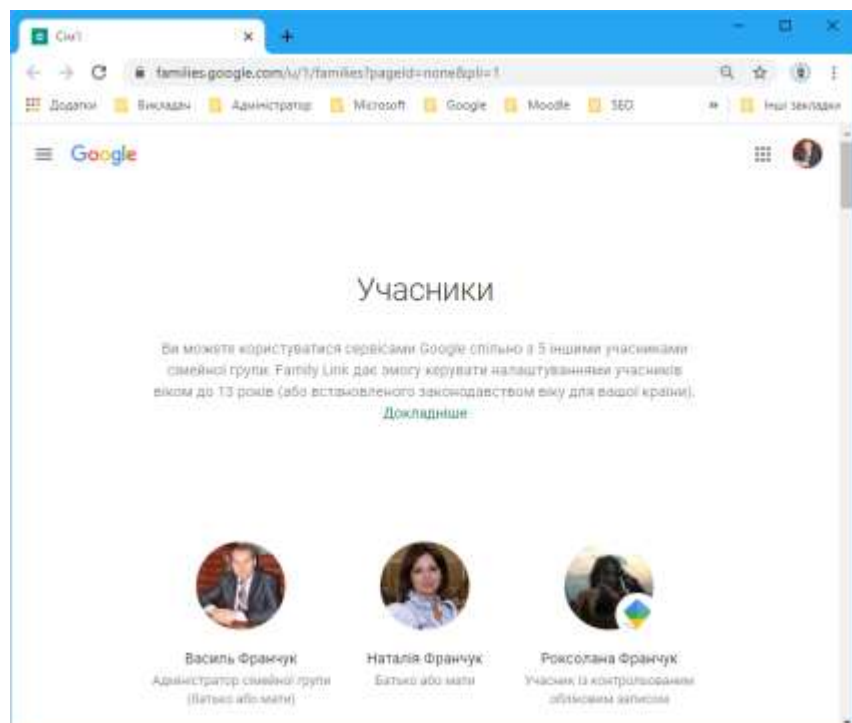 Сім'ї
families.google.com/u/1/families?pageId=none&pli=1
Додатки Викладач Адміністратор Microsoft Google Moodle SEO » Інші закладки
Google
Учасники
Ви можете користуватися сервісами Google спільно з 5 іншими учасниками
сімейної групи. Family Link дає змогу керувати налаштуваннями учасників
віком до 13 років (або встановленого законодавством віку для вашої країни).
Докладніше
Василь Франчук Наталія Франчук Роксолана Франчук
Адміністратор сімейної групи Батько або мати Учасник із контрольованим
(батько або мати) обліковим записом